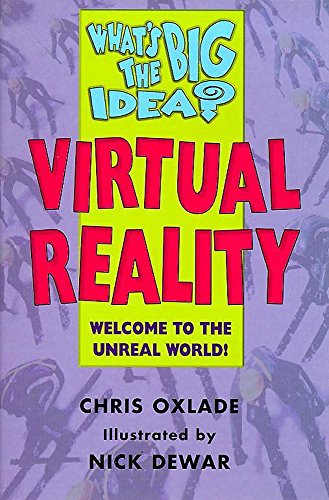 WHAT'S
THE BIG
IDEA?
VIRTUAL
REALITY
WELCOME TO THE
UNREAL WORLD!
CHRIS OXLADE
Illustrated by
NICK DEWAR